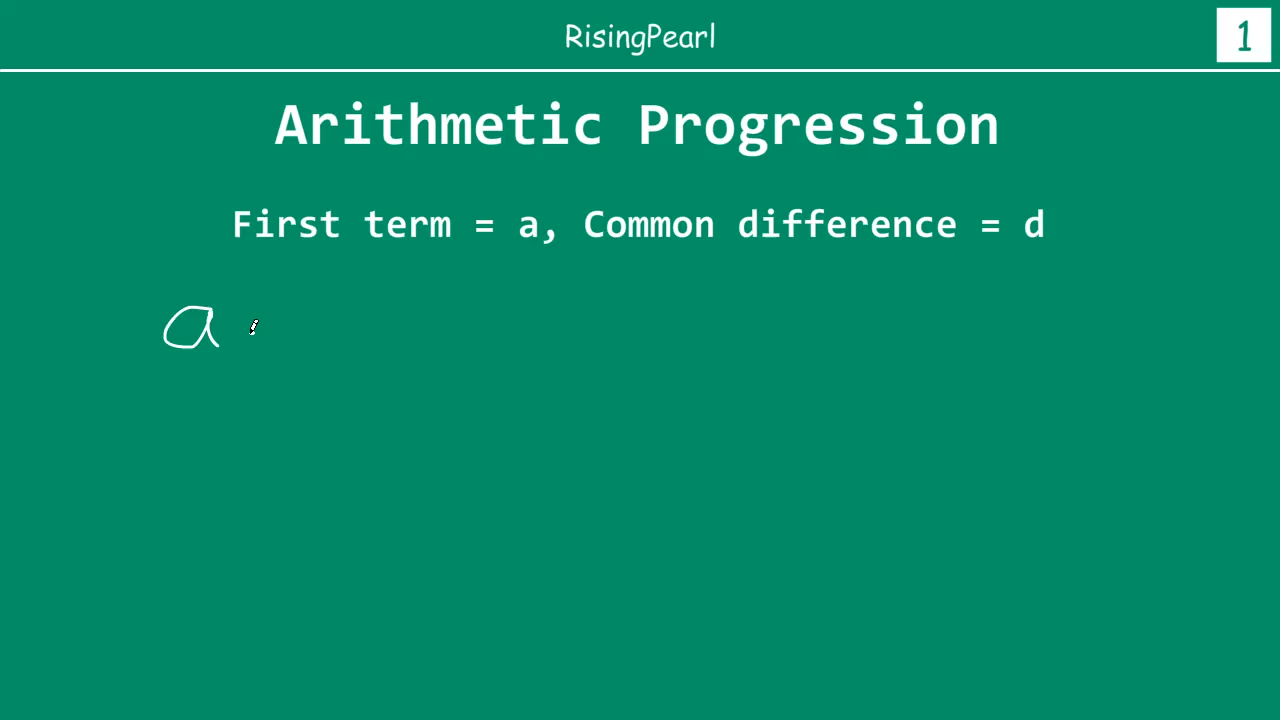 RisingPearl
1
Arithmetic Progression
First term = a, Common difference = d
a